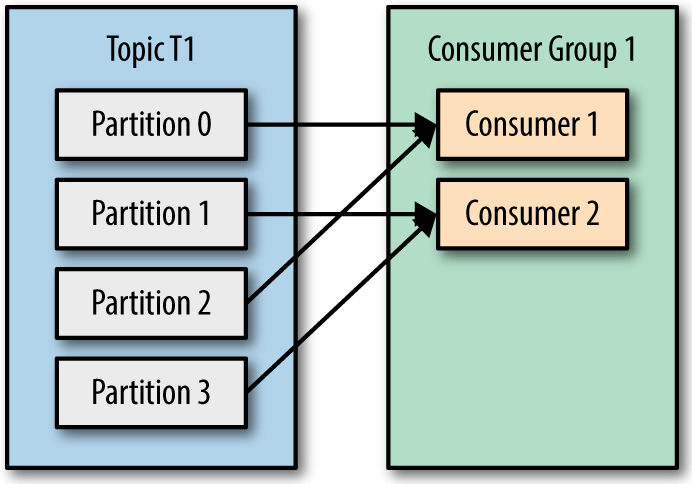 Topic T1
Partition 0
Partition 1
Partition 2
Partition 3
Consumer Group 1
Consumer 1
Consumer 2